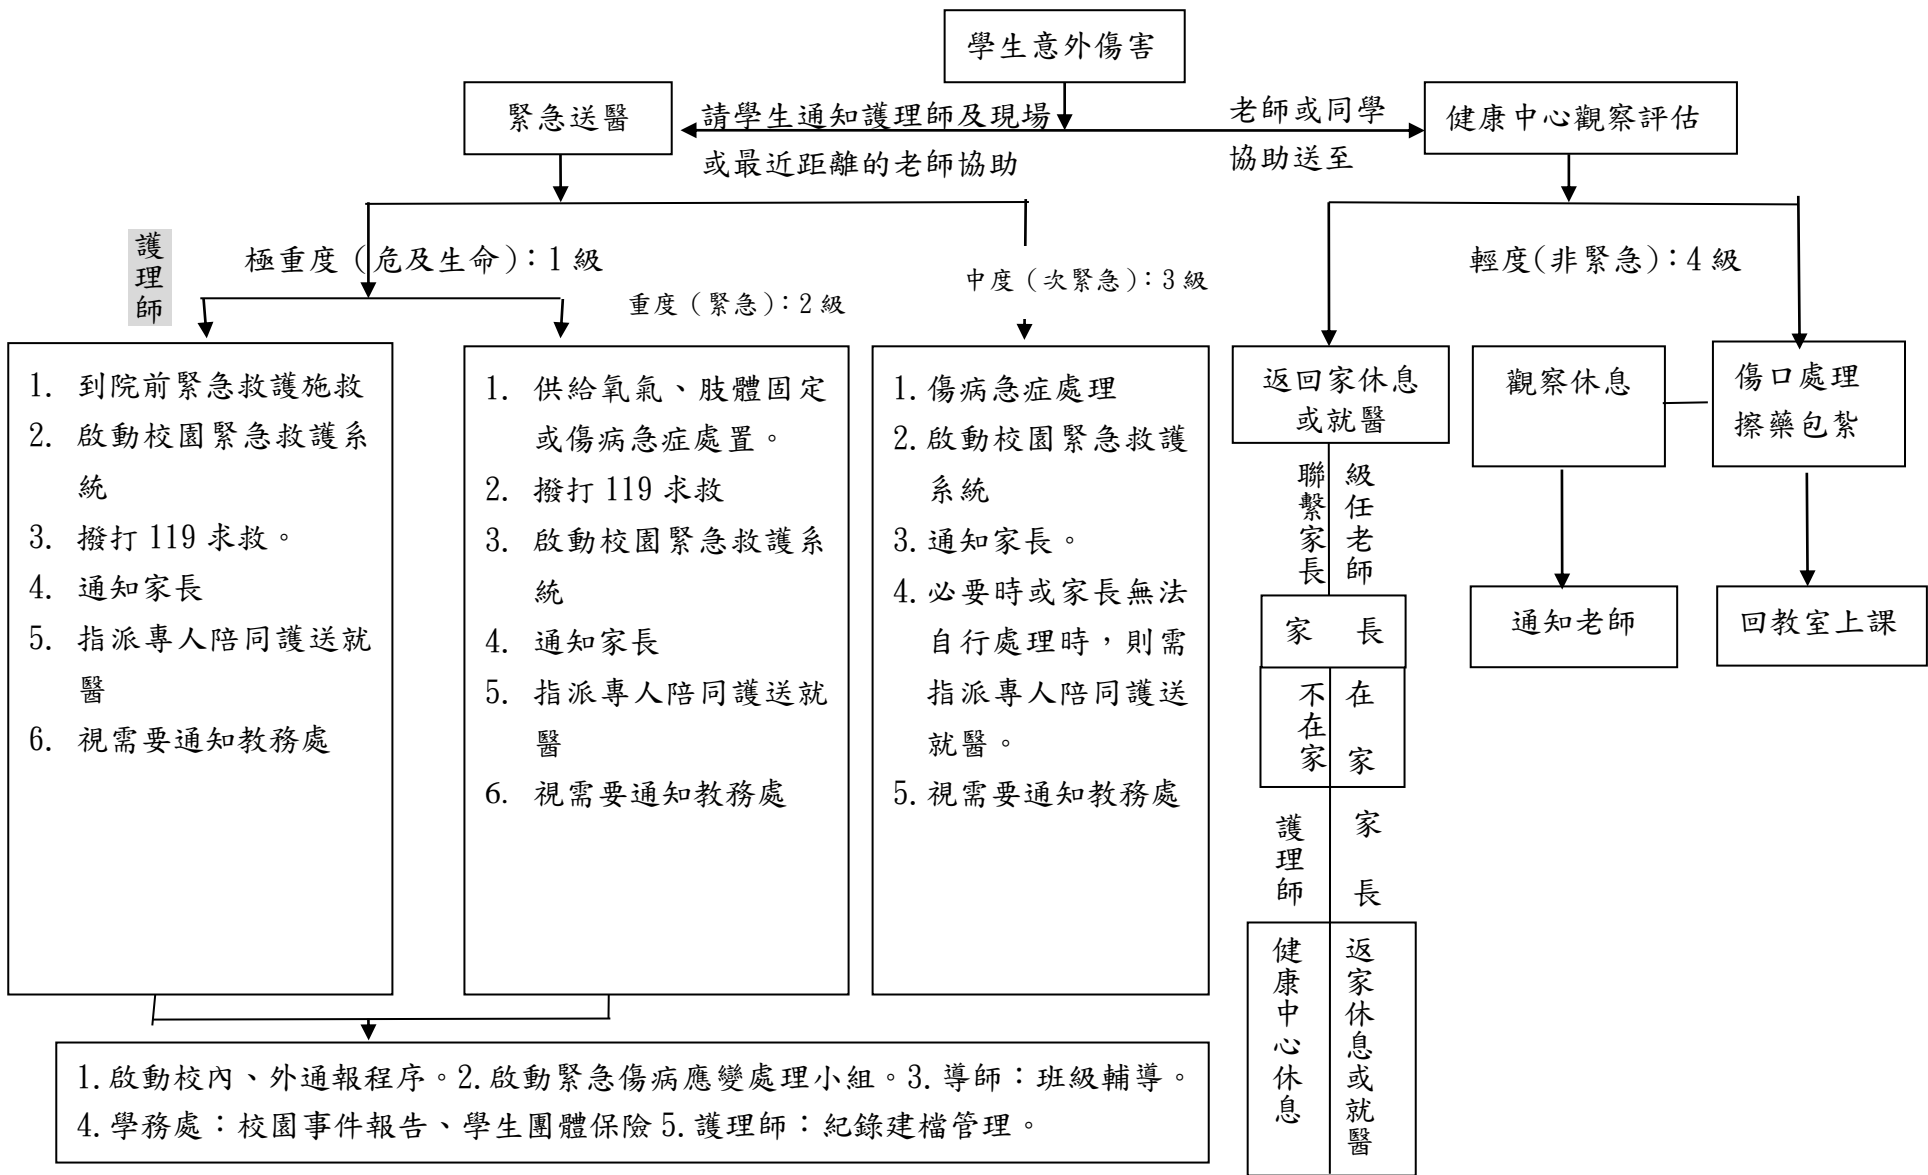 學生意外傷害
緊急送醫
請學生通知護理師及現場
或最近距離的老師協助
老師或同學
協助送至
健康中心觀察評估
護理師
極重度（危及生命）：1 級
重度（緊急）：2 級
中度（次緊急）：3 級
輕度(非緊急)：4 級
1. 到院前緊急救護施救
2. 啟動校園緊急救護系
統
3. 撥打 119 求救。
4. 通知家長
5. 指派專人陪同護送就
醫
6. 視需要通知教務處
1. 供給氧氣、肢體固定
或傷病急症處置。
2. 撥打 119 求救
3. 啟動校園緊急救護系
統
4. 通知家長
5. 指派專人陪同護送就
醫
6. 視需要通知教務處
1.傷病急症處理
2.啟動校園緊急救護
系統
3.通知家長。
4.必要時或家長無法
自行處理時，則需
指派專人陪同護送
就醫。
5.視需要通知教務處
返回家休息
或就醫
觀察休息
傷口處理
擦藥包紮
級任老師
聯繫家長
家 長
在 家
不在家
家 長
護理師
返家休息或就醫
健康中心休息
通知老師
回教室上課
1.啟動校內、外通報程序。2.啟動緊急傷病應變處理小組。3.導師：班級輔導。
4.學務處：校園事件報告、學生團體保險 5.護理師：紀錄建檔管理。